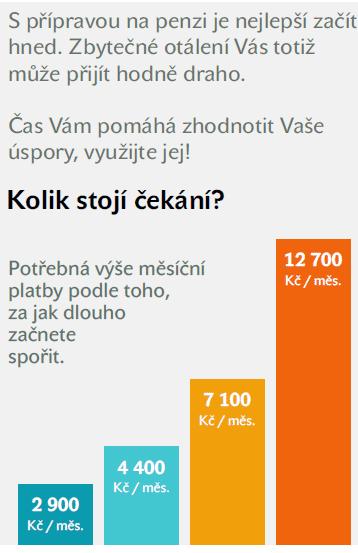 S přípravou na penzi je nejlepší začít
hned. Zbytečné otálení Vás totiž
může přijít hodně draho.
Čas Vám pomáhá zhodnotit Vaše
úspory, využijte jej!
Kolik stojí čekání?
Potřebná výše měsíční
platby podle toho,
za jak dlouho
začnete
spořit.
12 700
Kč / měs.
7 100
Kč / měs.
4 400
Kč / měs.
2 900
Kč / měs.